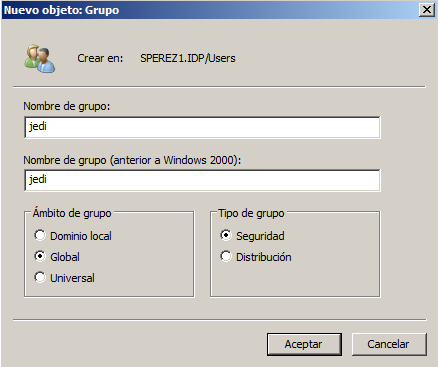 Nuevo objeto: Grupo
Crear en: SPEREZ1.IDP/Users
Nombre de grupo:
jedi
Nombre de grupo (anterior a Windows 2000):
jedi
Ámbito de grupo
Dominio local
Global
Universal
Tipo de grupo
Seguridad
Distribución
Aceptar
Cancelar